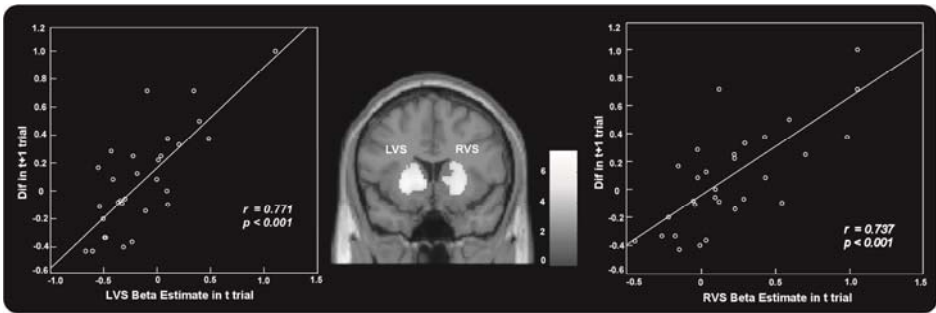 1.2
1.0
0.8
0.6
0.4
0.2
0
-0.2
-0.4
-0.6
Dif in t+1 trial
r = 0.771
p < 0.001
-1.0 -0.5 0 0.5 1.0 1.5
LVS Beta Estimate in t trial
LVS RVS
6
4
2
0
1.2
1.0
0.8
0.6
0.4
0.2
0
-0.2
-0.4
-0.6
Dif in t+1 trial
r = 0.737
p < 0.001
-0.5 0 0.5 1.0 1.5
RVS Beta Estimate in t trial